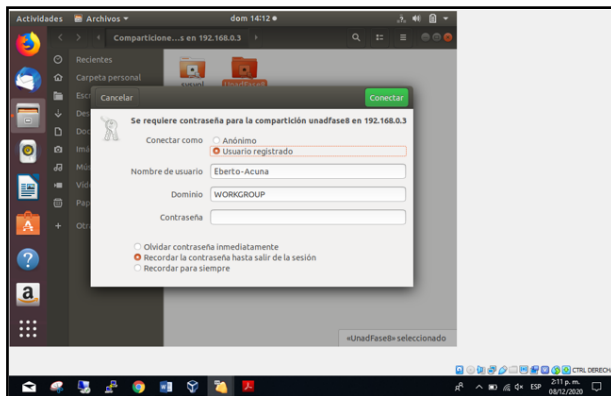 Actividades Archivos dom 14:12
Comparticione...s en 192.168.0.3
Recientes
Carpeta personal
Cancelar
Conectar
Se requiere contraseña para la compartición unadfase8 en 192.168.0.3
Conectar como Anónimo
Usuario registrado
Nombre de usuario Eberto-Acuna
Dominio WORKGROUP
Contraseña
Olvidar contraseña inmediatamente
Recordar la contraseña hasta salir de la sesión
Recordar para siempre
«UnadFase8» seleccionado
CTRL DERECH
ESP
2:11 p. m.
08/12/2020